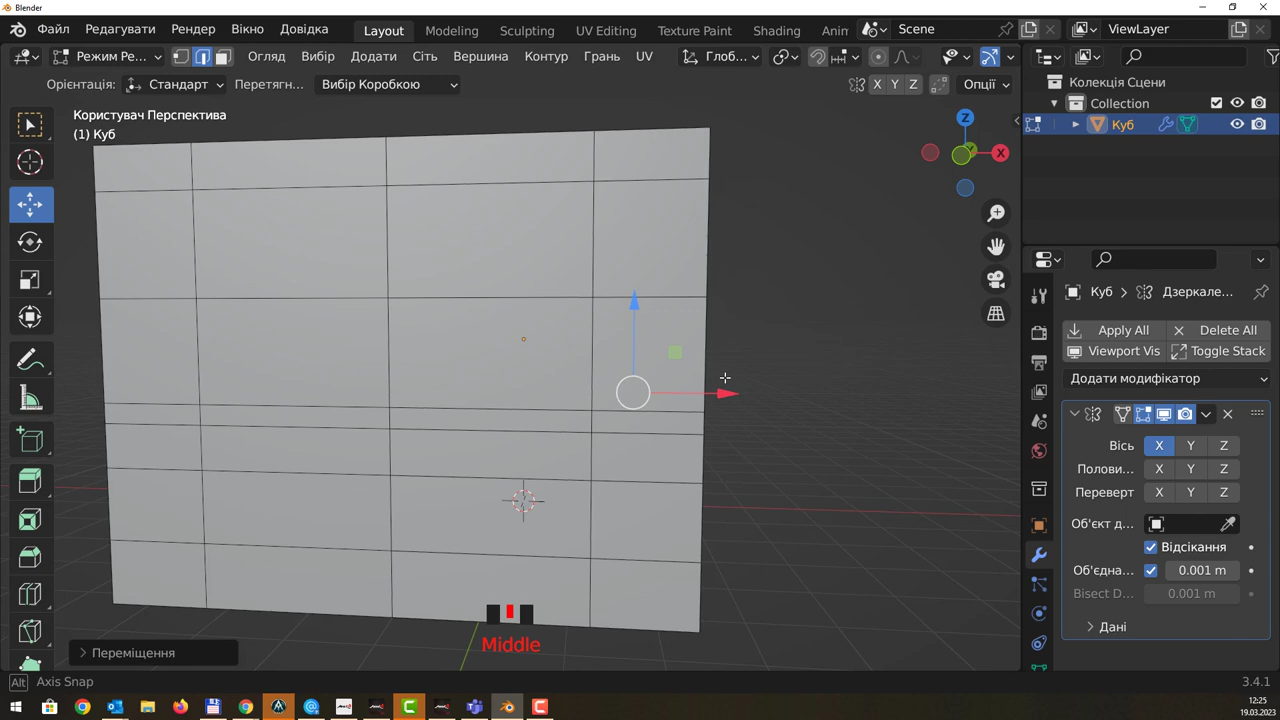 Blender
Файл Редагувати Рендер Вікно Довідка Layout Modeling Sculpting UV Editing Texture Paint Shading Anin Scene ViewLayer
Режим Ре... Огляд Вибір Додати Сіть Вершина Контур Грань UV Глоб...
Орієнтація: Стандарт Перетягн... Вибір Коробкою X Y Z Опції
Колекція Сцени
Collection
Куб
Користувач Перспектива
(1) Куб
Z
X
Куб Дзеркале...
Apply All Delete All
Viewport Vis Toggle Stack
Додати модифікатор
Вісь X Y Z
Полови... X Y Z
Переверт X Y Z
Об'єкт д...
Відсікання
Об'єдна... 0.001 m
Bisect D... 0.001 m
Дані
Middle
Переміщення
Alt Axis Snap 3.4.1
12:25
19.03.2023